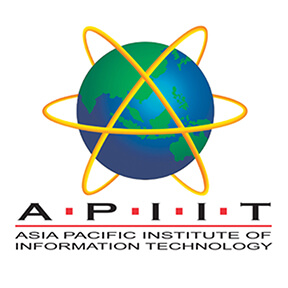 A·P·I·I·T
ASIA PACIFIC INSTITUTE OF
INFORMATION TECHNOLOGY